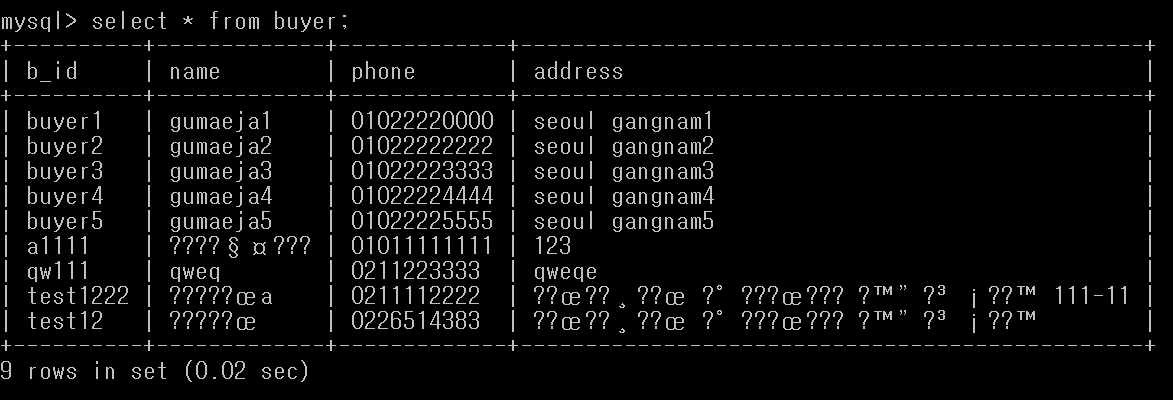 mysql> select * from buyer;
+----------+------------+-------------+-------------------------------------------------+
| b_id     | name       | phone       | address                                         |
+----------+------------+-------------+-------------------------------------------------+
| buyer1   | gumaeja1   | 01022220000 | seoul gangnam1                                  |
| buyer2   | gumaeja2   | 01022222222 | seoul gangnam2                                  |
| buyer3   | gumaeja3   | 01022223333 | seoul gangnam3                                  |
| buyer4   | gumaeja4   | 01022224444 | seoul gangnam4                                  |
| buyer5   | gumaeja5   | 01022225555 | seoul gangnam5                                  |
| a1111    | ????§ ¤??? | 01011111111 | 123                                             |
| qw111    | qweq       | 0211223333  | qweqe                                           |
| test1222 | ?????œa    | 0211112222  | ??œ??¸??œ ?° ???œ??? ?™” ?³ ¡??™ 111-11 |
| test12   | ?????œ     | 0226514383  | ??œ??¸??œ ?° ???œ??? ?™” ?³ ¡??™        |
+----------+------------+-------------+-------------------------------------------------+
9 rows in set (0.02 sec)